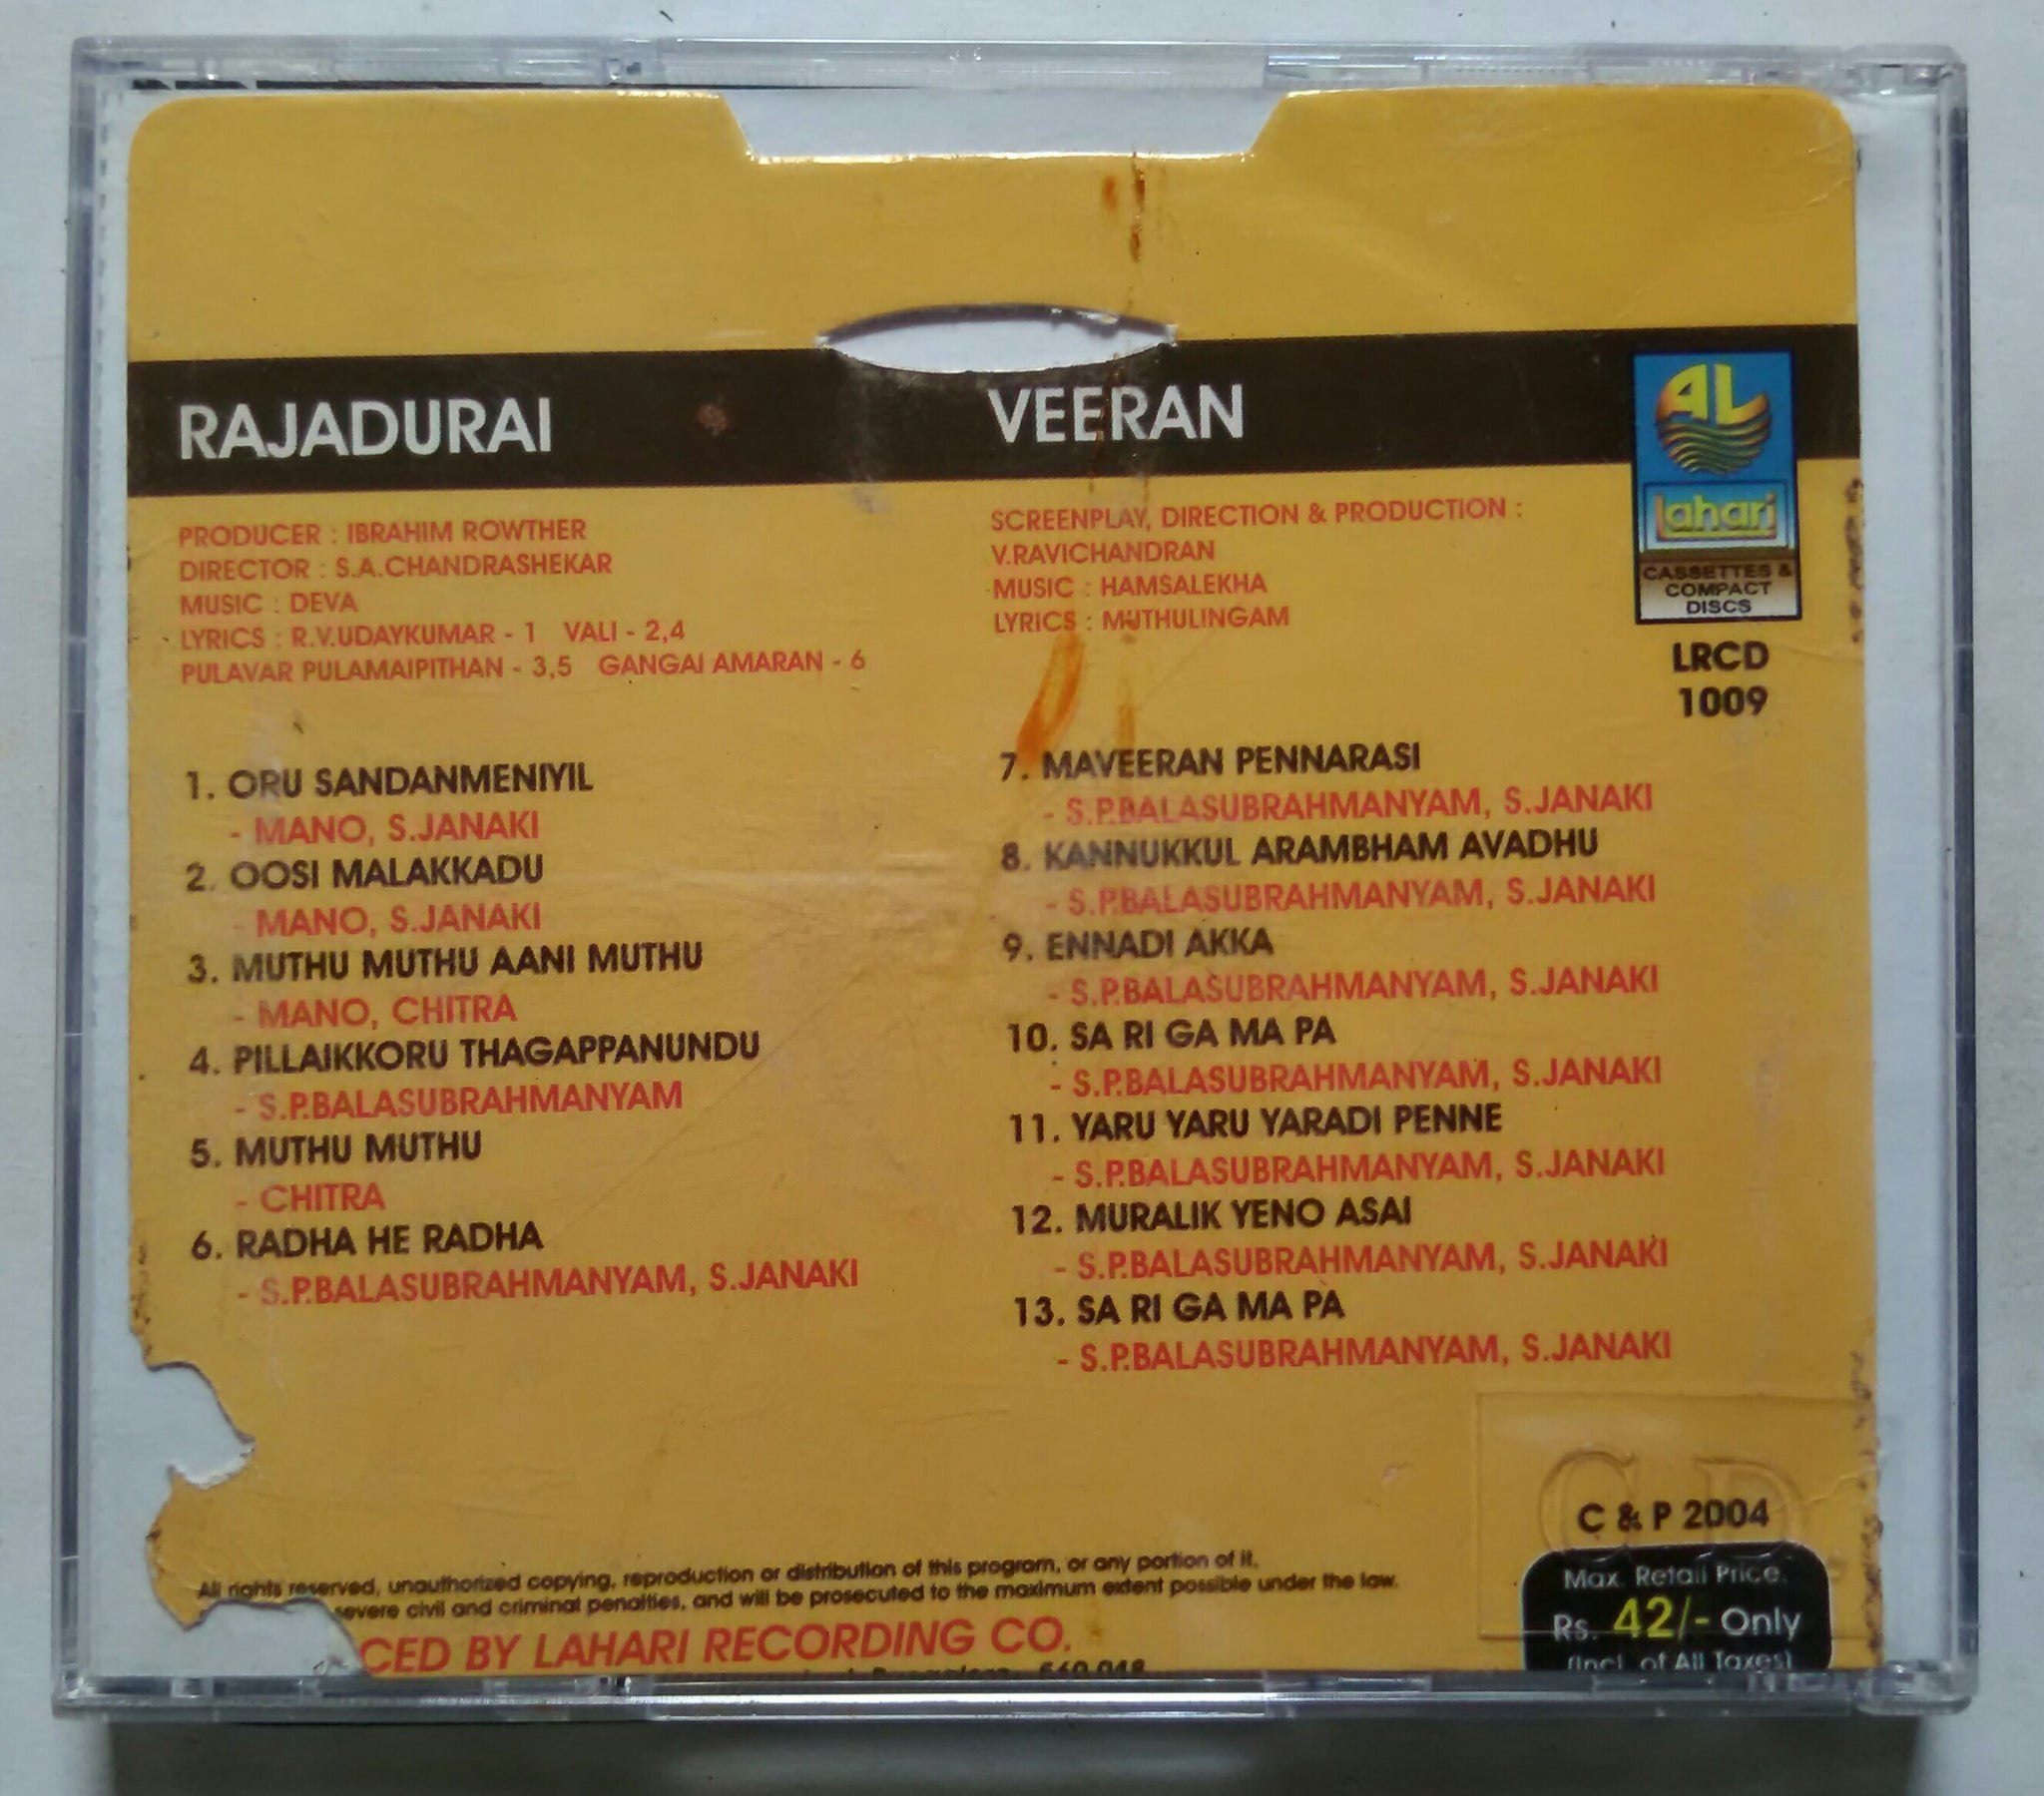 RAJADURAI
PRODUCER : IBRAHIM ROWTHER
DIRECTOR : S.A.CHANDRASHEKAR
MUSIC : DEVA
LYRICS : R.V.UDAYKUMAR - 1 VALI - 2,4
PULAVAR PULAMAIPITHAN - 3,5 GANGAI AMARAN - 6
1. ORU SANDANMENIYIL
- MANO, S.JANAKI
2. OOSI MALAKKADU
- MANO, S.JANAKI
3. MUTHU MUTHU AANI MUTHU
- MANO, CHITRA
4. PILLAIKKORU THAGAPPANUNDU
- S.P.BALASUBRAHMANYAM
5. MUTHU MUTHU
- CHITRA
6. RADHA HE RADHA
- S.P.BALASUBRAHMANYAM, S.JANAKI
VEERAN
SCREENPLAY, DIRECTION & PRODUCTION :
V.RAVICHANDRAN
MUSIC : HAMSALEKHA
LYRICS : MUTHULINGAM
7. MAVEERAN PENNARASI
- S.P.BALASUBRAHMANYAM, S.JANAKI
8. KANNUKKUL ARAMBHAM AVADHU
- S.P.BALASUBRAHMANYAM, S.JANAKI
9. ENNADI AKKA
- S.P.BALASUBRAHMANYAM, S.JANAKI
10. SA RI GA MA PA
- S.P.BALASUBRAHMANYAM, S.JANAKI
11. YARU YARU YARADI PENNE
- S.P.BALASUBRAHMANYAM, S.JANAKI
12. MURALIK YENO ASAI
- S.P.BALASUBRAHMANYAM, S.JANAKI
13. SA RI GA MA PA
- S.P.BALASUBRAHMANYAM, S.JANAKI
AL
lahari
CASSETTES &
COMPACT
DISCS
LRCD
1009
CD
C & P 2004
Max. Retail Price.
Rs. 42/- Only
(Incl. of All Taxes)
All rights reserved, unauthorized copying, reproduction or distribution of this program, or any portion of it,
severe civil and criminal penalties, and will be prosecuted to the maximum extent possible under the law.
CED BY LAHARI RECORDING CO.
Bangalore - 560 048